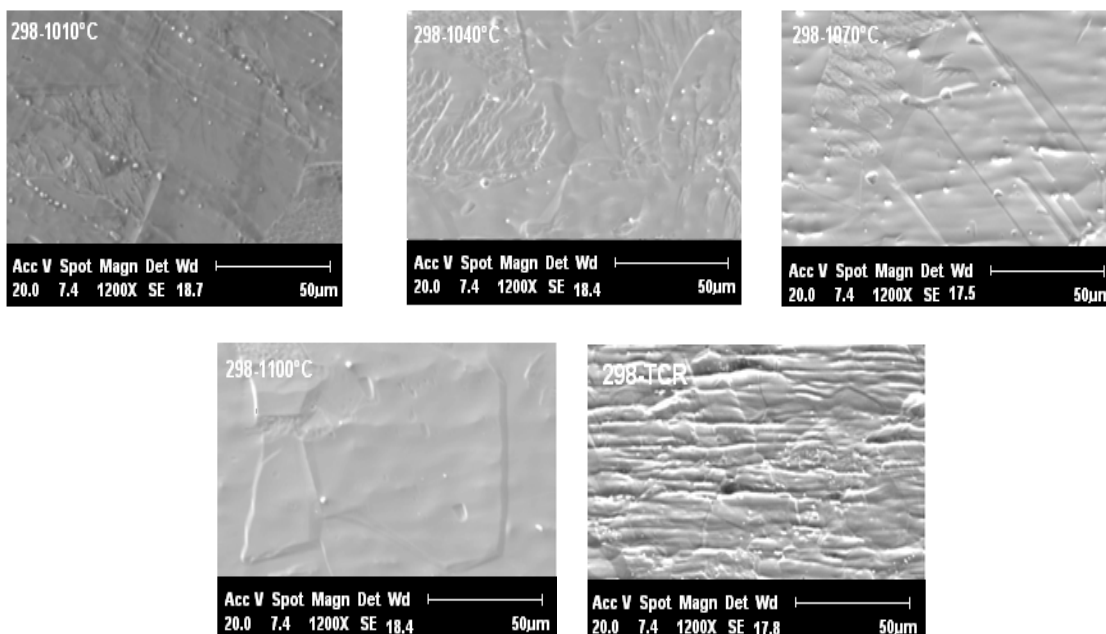 298-1010°C
Acc V Spot Magn Det Wd
20.0 7.4 1200X SE 18.7 50µm
298-1040°C
Acc V Spot Magn Det Wd
20.0 7.4 1200X SE 18.4 50µm
298-1070°C
Acc V Spot Magn Det Wd
20.0 7.4 1200X SE 17.5 50µm
298-1100°C
Acc V Spot Magn Det Wd
20.0 7.4 1200X SE 18.4 50µm
298-TCR
Acc V Spot Magn Det Wd
20.0 7.4 1200X SE 17.8 50µm